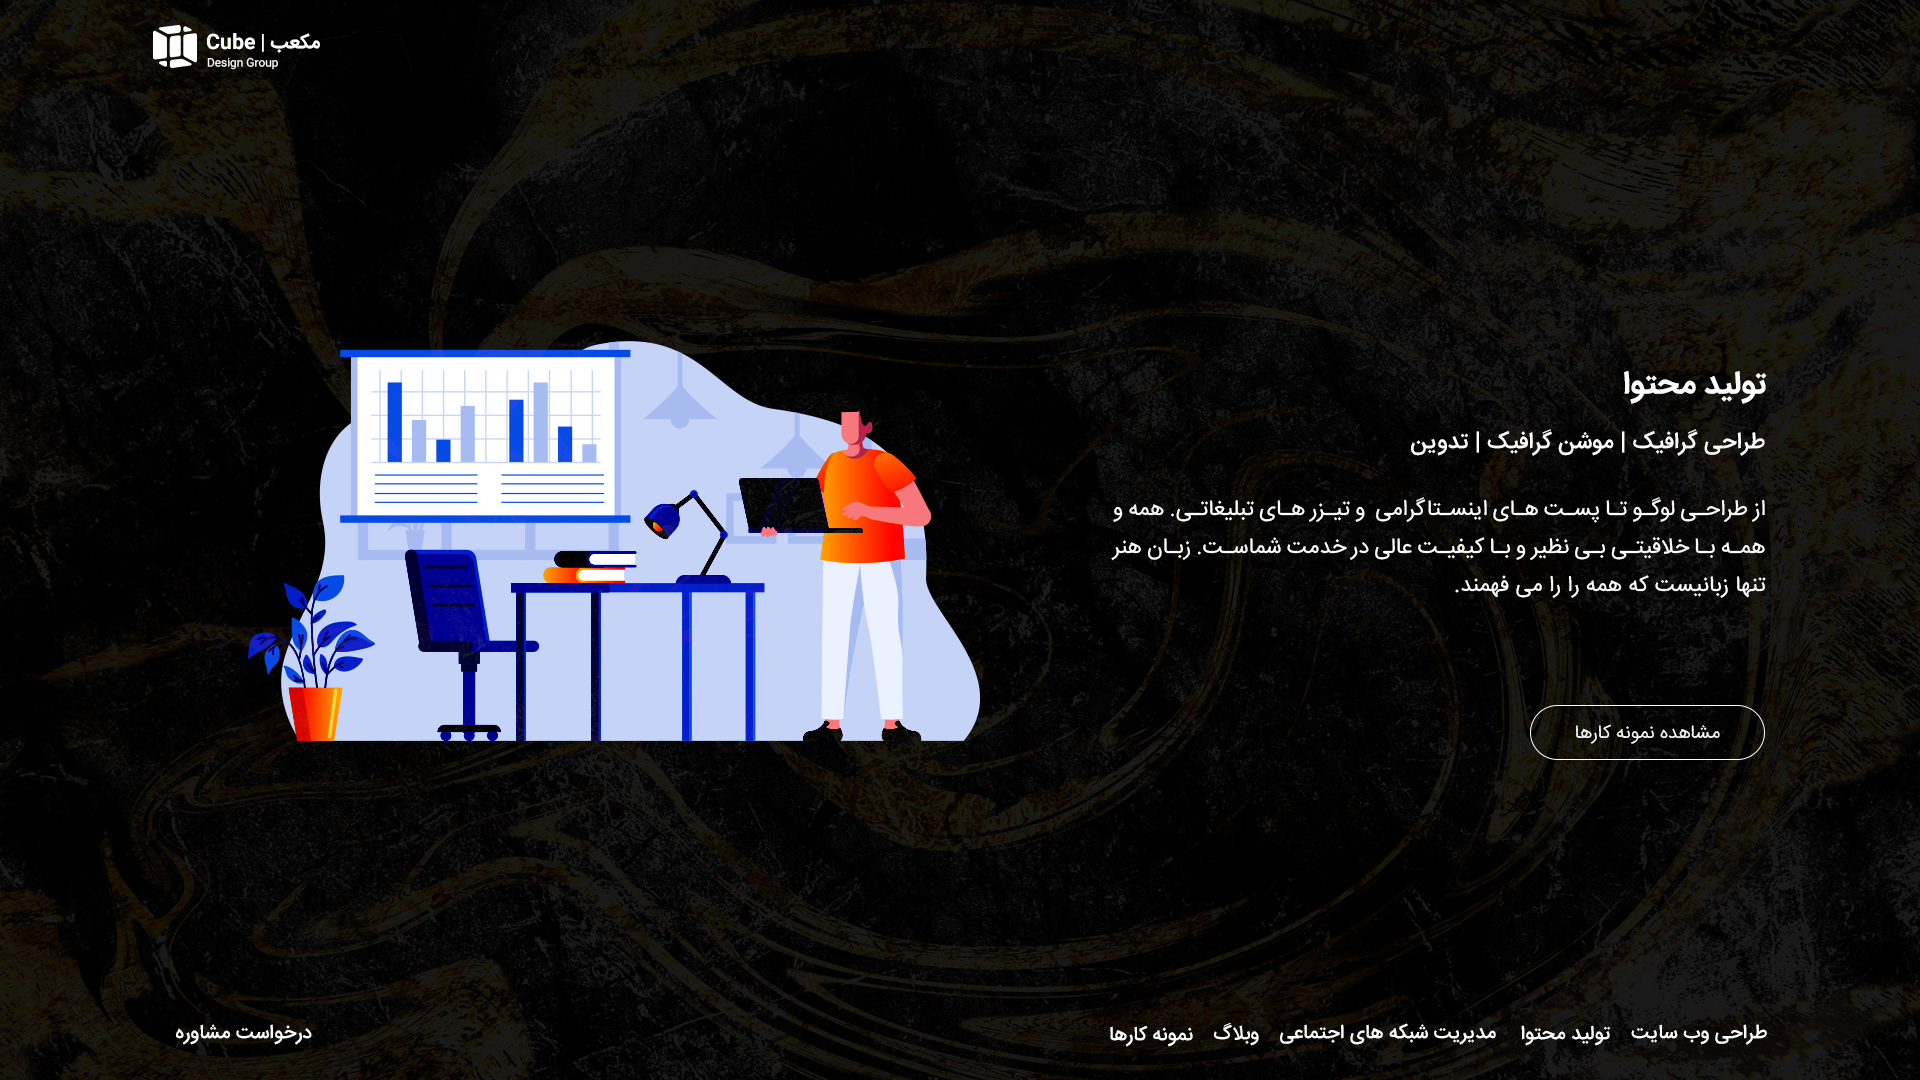 Cube | مکعب
Design Group
تولید محتوا
طراحی گرافیک | موشن گرافیک | تدوین
از طراحـی لوگـو تـا پسـت هـای اینسـتاگرامی و تیـزر هـای تبلیغاتـی. همه و
همـه بـا خلاقیتـی بـی نظیر و بـا کیفیـت عالی در خدمت شماسـت. زبـان هنر
تنها زبانیست که همه را را می فهمند.
مشاهده نمونه کارها
طراحی وب سایت تولید محتوا مدیریت شبکه های اجتماعی وبلاگ نمونه کارها
درخواست مشاوره